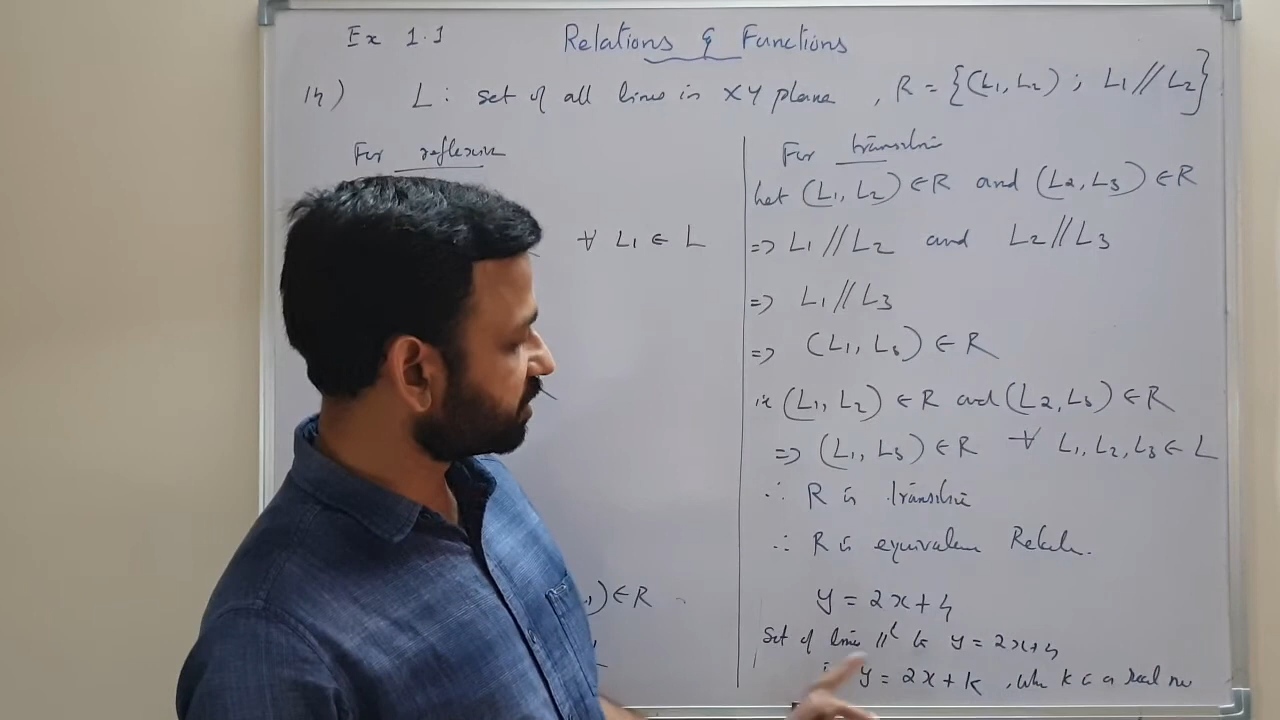 Ex 1.1 Relations & Functions
14) L : set of all lines in XY plane , R = {(L1, L2) ; L1 // L2}
For reflexive
∀ L1 ∈ L
) ∈ R
For transitive
Let (L1, L2) ∈ R and (L2, L3) ∈ R
=> L1 // L2 and L2 // L3
=> L1 // L3
=> (L1, L3) ∈ R
ie (L1, L2) ∈ R and (L2, L3) ∈ R
=> (L1, L3) ∈ R ∀ L1, L2, L3 ∈ L
∴ R is transitive
∴ R is equivalence Relation.
y = 2x + 4
Set of line ||l to y = 2x+4
y = 2x + k , where k is a real no